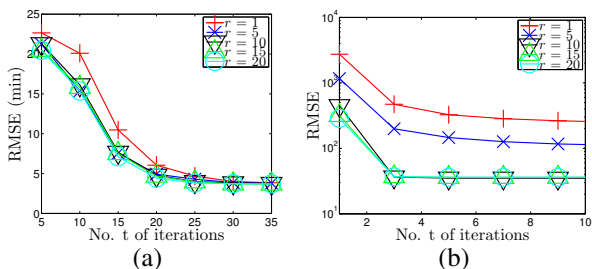 25
20
15
10
5
0
RMSE (min)
5 10 15 20 25 30 35
No. t of iterations
r = 1
r = 5
r = 10
r = 15
r = 20
(a)
10^4
10^3
10^2
10^1
RMSE
2 4 6 8 10
No. t of iterations
r = 1
r = 5
r = 10
r = 15
r = 20
(b)